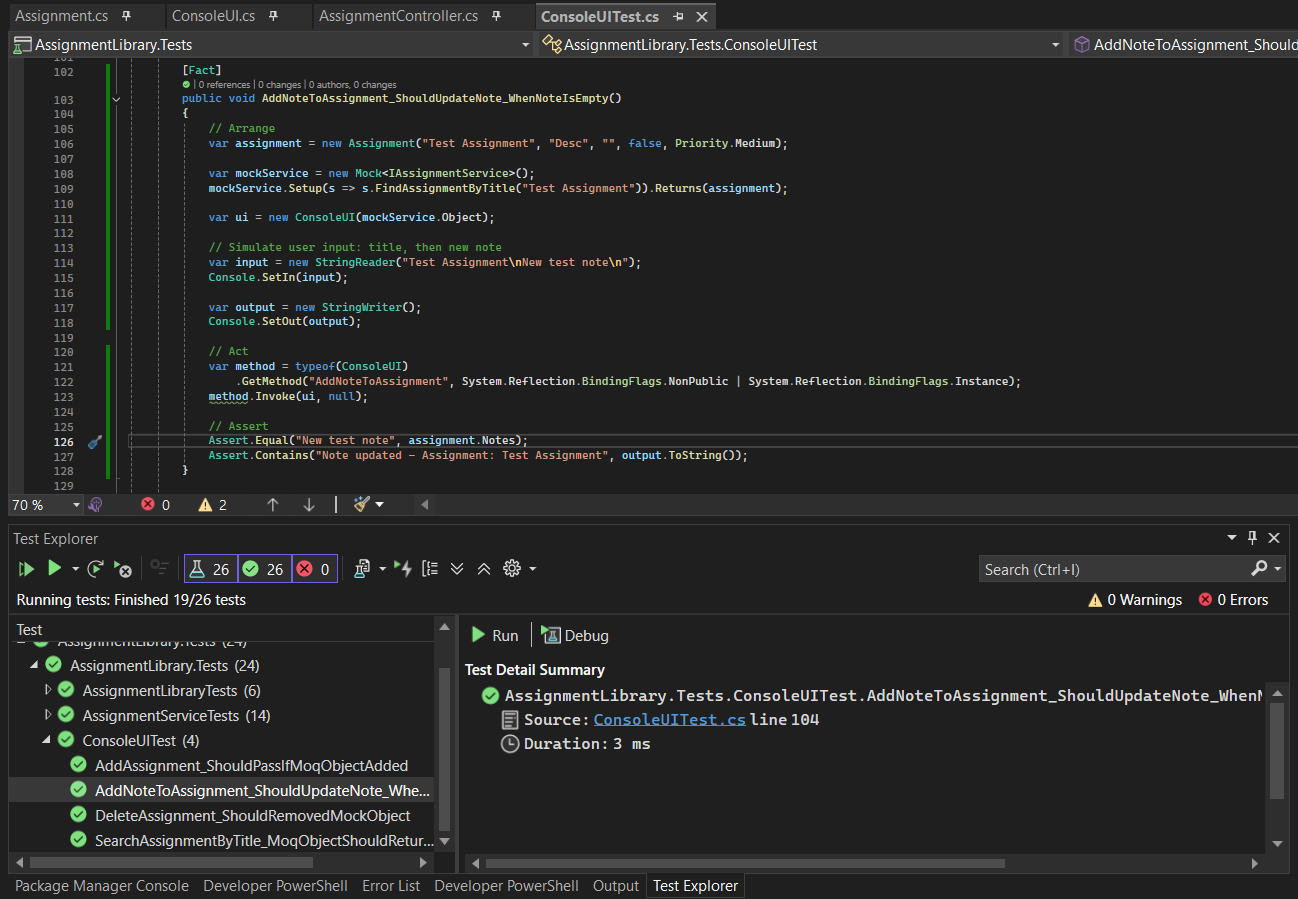 Assignment.cs ConsoleUI.cs AssignmentController.cs ConsoleUITest.cs
AssignmentLibrary.Tests AssignmentLibrary.Tests.ConsoleUITest AddNoteToAssignment_Should
101
102 [Fact]
| 0 references | 0 changes | 0 authors, 0 changes
103 public void AddNoteToAssignment_ShouldUpdateNote_WhenNoteIsEmpty()
104 {
105 // Arrange
106 var assignment = new Assignment("Test Assignment", "Desc", "", false, Priority.Medium);
107
108 var mockService = new Mock<IAssignmentService>();
109 mockService.Setup(s => s.FindAssignmentByTitle("Test Assignment")).Returns(assignment);
110
111 var ui = new ConsoleUI(mockService.Object);
112
113 // Simulate user input: title, then new note
114 var input = new StringReader("Test Assignment\nNew test note\n");
115 Console.SetIn(input);
116
117 var output = new StringWriter();
118 Console.SetOut(output);
119
120 // Act
121 var method = typeof(ConsoleUI)
122 .GetMethod("AddNoteToAssignment", System.Reflection.BindingFlags.NonPublic | System.Reflection.BindingFlags.Instance);
123 method.Invoke(ui, null);
124
125 // Assert
126 Assert.Equal("New test note", assignment.Notes);
127 Assert.Contains("Note updated - Assignment: Test Assignment", output.ToString());
128 }
129
70 % 0 2
Test Explorer
26 26 0 Search (Ctrl+I)
Running tests: Finished 19/26 tests 0 Warnings 0 Errors
Test
AssignmentLibrary.Tests (24)
AssignmentLibrary.Tests (24)
AssignmentLibraryTests (6)
AssignmentServiceTests (14)
ConsoleUITest (4)
AddAssignment_ShouldPassIfMoqObjectAdded
AddNoteToAssignment_ShouldUpdateNote_Whe...
DeleteAssignment_ShouldRemovedMockObject
SearchAssignmentByTitle_MoqObjectShouldRetur...
Run Debug
Test Detail Summary
AssignmentLibrary.Tests.ConsoleUITest.AddNoteToAssignment_ShouldUpdateNote_WhenN
Source: ConsoleUITest.cs line 104
Duration: 3 ms
Package Manager Console Developer PowerShell Error List Developer PowerShell Output Test Explorer